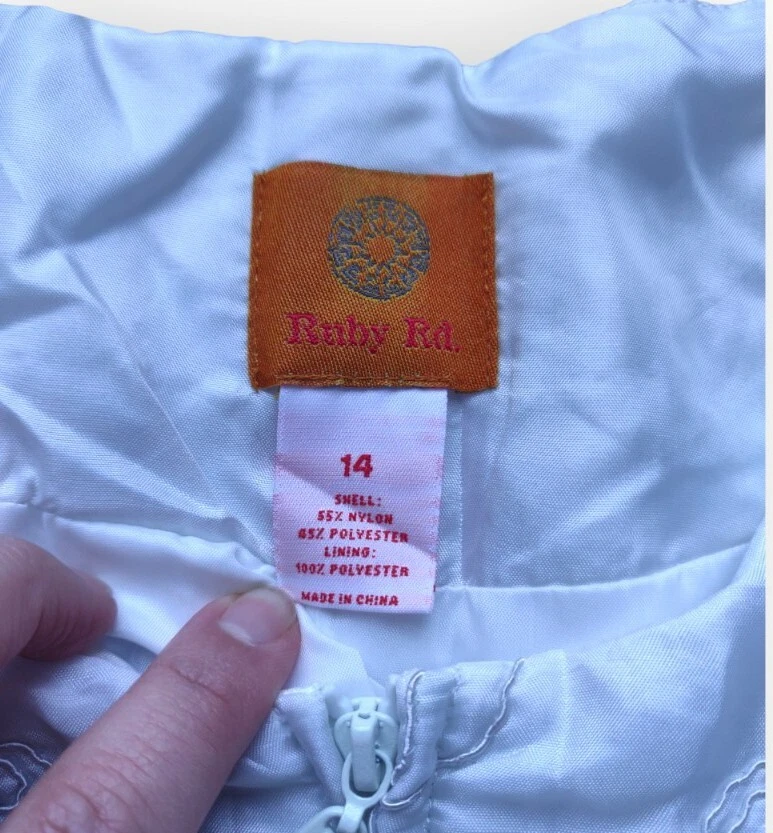 Ruby Rd.
14
SHELL:
55% NYLON
45% POLYESTER
LINING:
100% POLYESTER
MADE IN CHINA